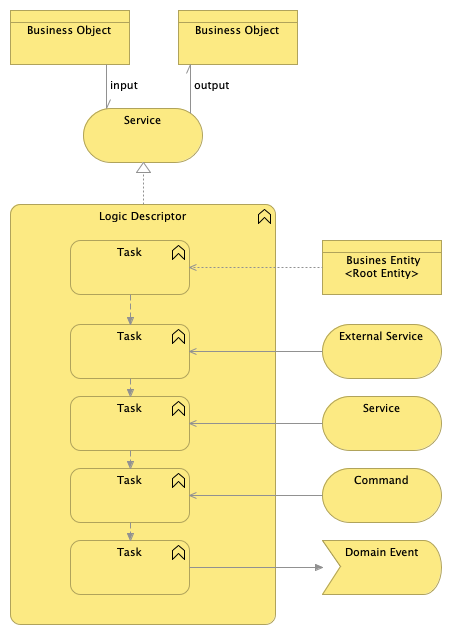 Business Object
Business Object
input
output
Service
Logic Descriptor
Task
Busines Entity
<Root Entity>
Task
External Service
Task
Service
Task
Command
Task
Domain Event